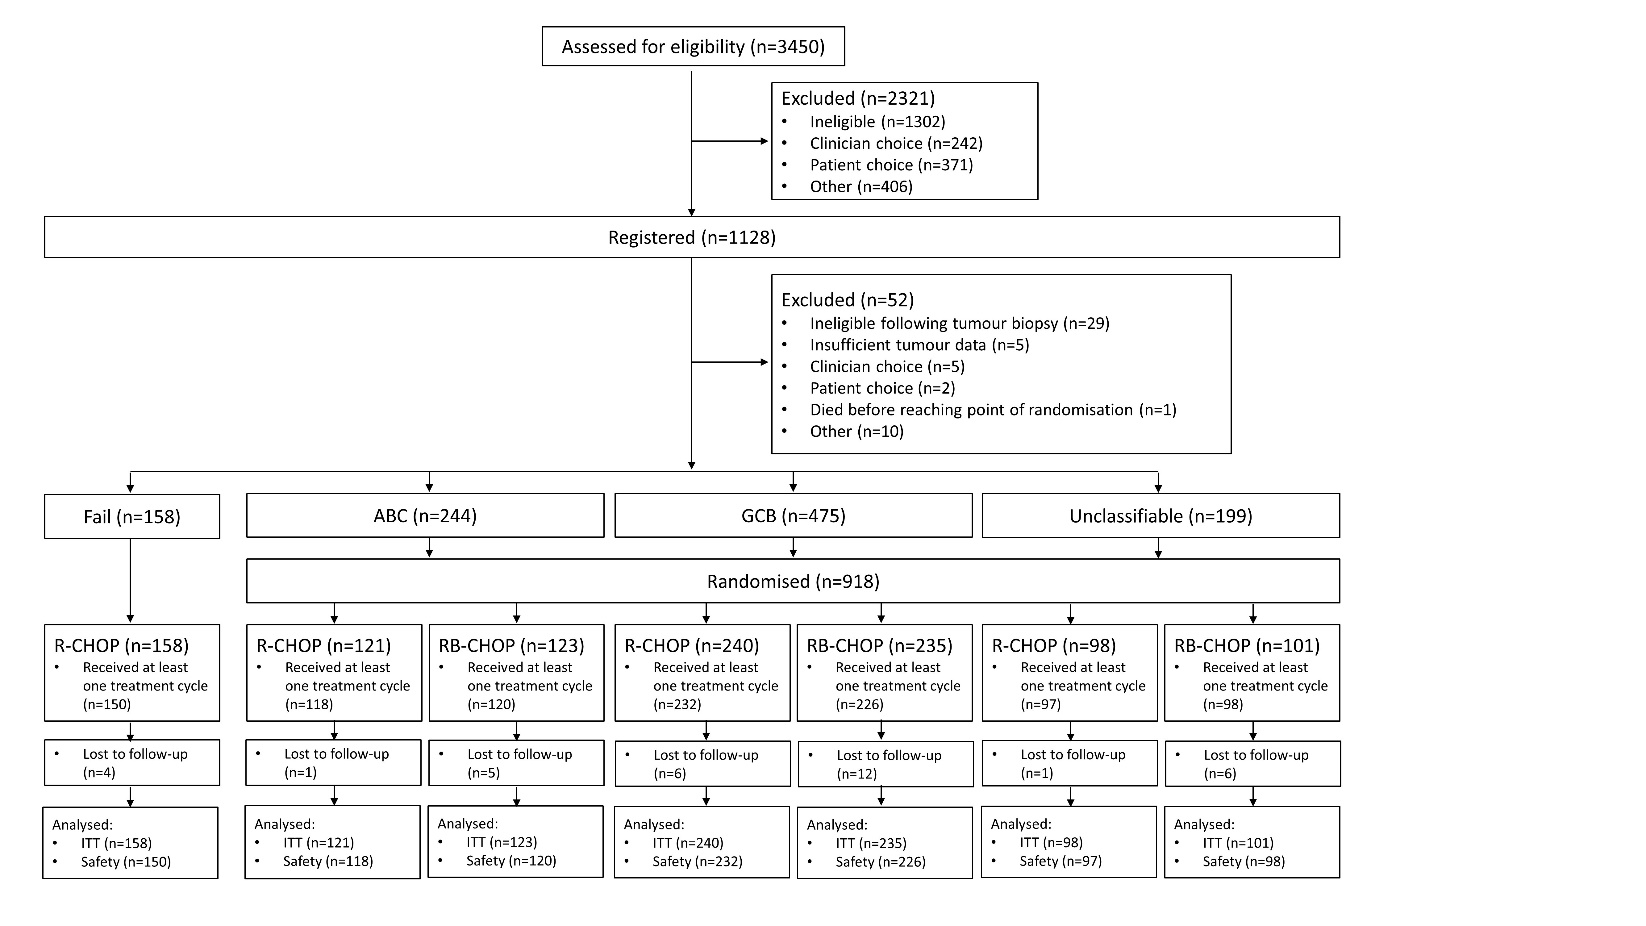 Assessed for eligibility (n=3450)
Excluded (n=2321)
• Ineligible (n=1302)
• Clinician choice (n=242)
• Patient choice (n=371)
• Other (n=406)
Registered (n=1128)
Excluded (n=52)
• Ineligible following tumour biopsy (n=29)
• Insufficient tumour data (n=5)
• Clinician choice (n=5)
• Patient choice (n=2)
• Died before reaching point of randomisation (n=1)
• Other (n=10)
Fail (n=158)
ABC (n=244)
GCB (n=475)
Unclassifiable (n=199)
Randomised (n=918)
R-CHOP (n=158)
• Received at least
one treatment cycle
(n=150)
R-CHOP (n=121)
• Received at least
one treatment cycle
(n=118)
RB-CHOP (n=123)
• Received at least
one treatment cycle
(n=120)
R-CHOP (n=240)
• Received at least
one treatment cycle
(n=232)
RB-CHOP (n=235)
• Received at least
one treatment cycle
(n=226)
R-CHOP (n=98)
• Received at least
one treatment cycle
(n=97)
RB-CHOP (n=101)
• Received at least
one treatment cycle
(n=98)
• Lost to follow-up
(n=4)
• Lost to follow-up
(n=1)
• Lost to follow-up
(n=5)
• Lost to follow-up
(n=6)
• Lost to follow-up
(n=12)
• Lost to follow-up
(n=1)
• Lost to follow-up
(n=6)
Analysed:
• ITT (n=158)
• Safety (n=150)
Analysed:
• ITT (n=121)
• Safety (n=118)
Analysed:
• ITT (n=123)
• Safety (n=120)
Analysed:
• ITT (n=240)
• Safety (n=232)
Analysed:
• ITT (n=235)
• Safety (n=226)
Analysed:
• ITT (n=98)
• Safety (n=97)
Analysed:
• ITT (n=101)
• Safety (n=98)